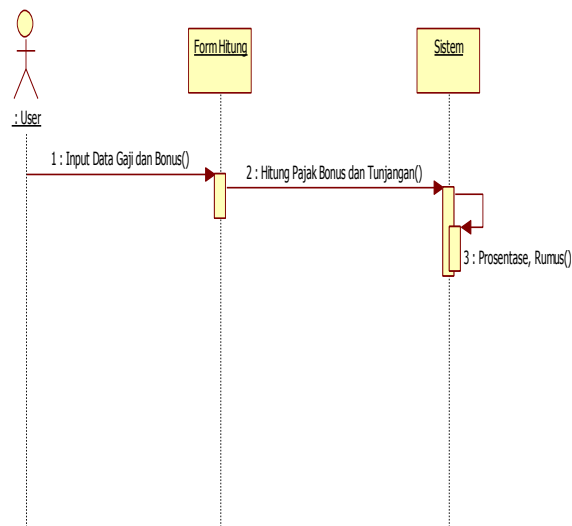 Form Hitung
Sistem
: User
1 : Input Data Gaji dan Bonus()
2 : Hitung Pajak Bonus dan Tunjangan()
3 : Prosentase, Rumus()